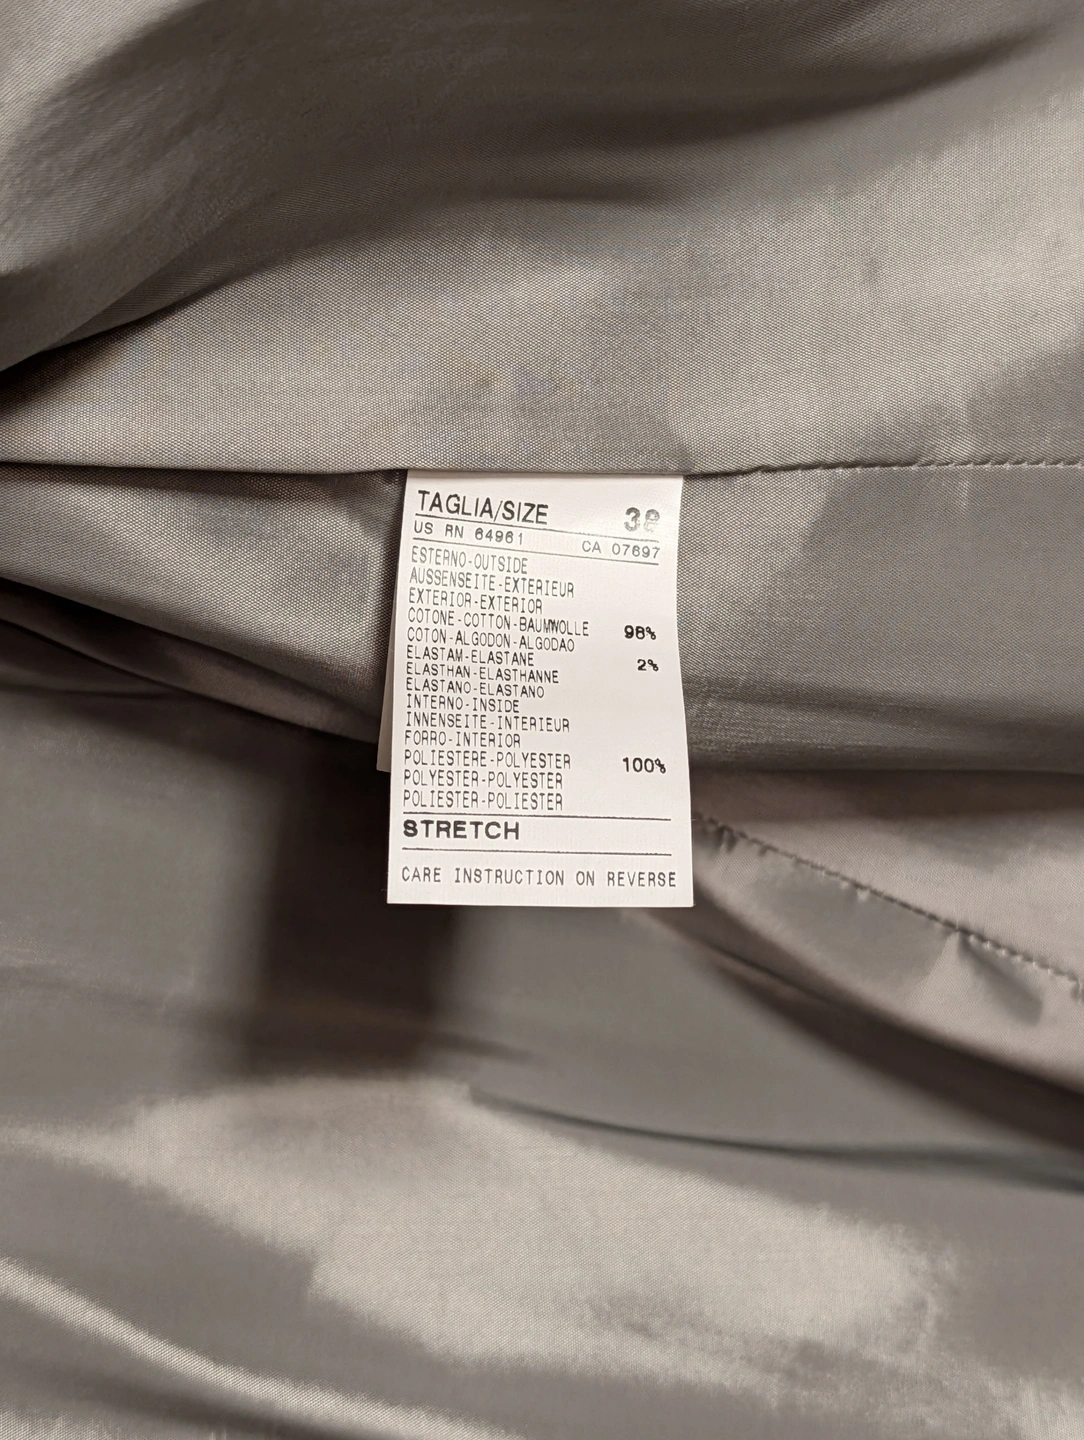 TAGLIA/SIZE 38
US RN 64961 CA 07697
ESTERNO-OUTSIDE
AUSSENSEITE-EXTERIEUR
EXTERIOR-EXTERIOR
COTONE-COTTON-BAUMWOLLE 98%
COTON-ALGODON-ALGODAO
ELASTAM-ELASTANE 2%
ELASTHAN-ELASTHANNE
ELASTANO-ELASTANO
INTERNO-INSIDE
INNENSEITE-INTERIEUR
FORRO-INTERIOR
POLIESTERE-POLYESTER 100%
POLYESTER-POLYESTER
POLIESTER-POLIESTER
STRETCH
CARE INSTRUCTION ON REVERSE